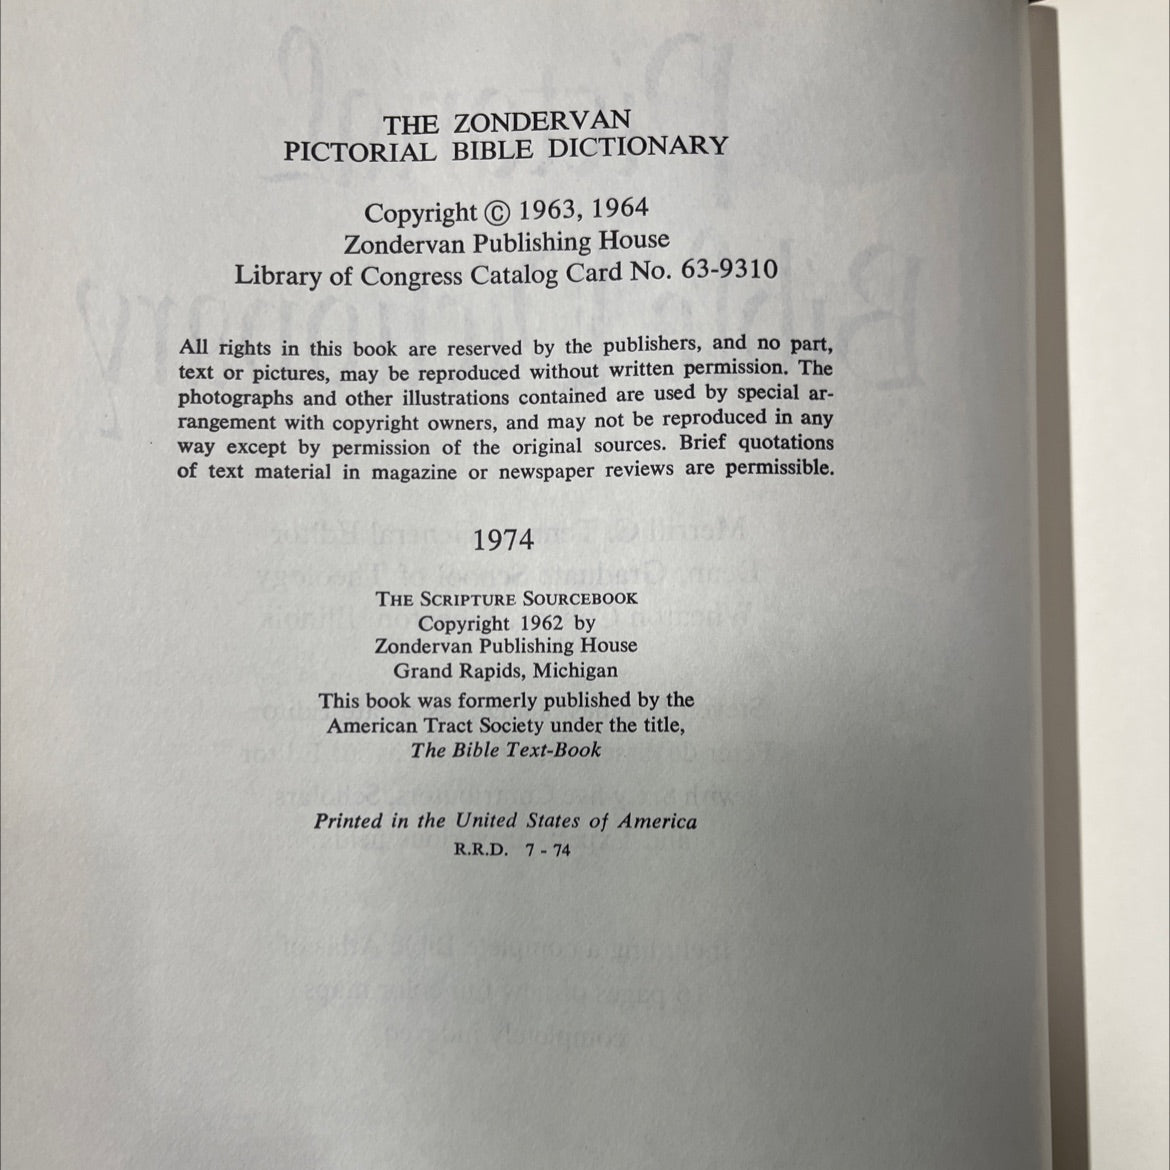 THE ZONDERVAN
PICTORIAL BIBLE DICTIONARY
Copyright © 1963, 1964
Zondervan Publishing House
Library of Congress Catalog Card No. 63-9310
All rights in this book are reserved by the publishers, and no part,
text or pictures, may be reproduced without written permission. The
photographs and other illustrations contained are used by special ar-
rangement with copyright owners, and may not be reproduced in any
way except by permission of the original sources. Brief quotations
of text material in magazine or newspaper reviews are permissible.
1974
THE SCRIPTURE SOURCEBOOK
Copyright 1962 by
Zondervan Publishing House
Grand Rapids, Michigan
This book was formerly published by the
American Tract Society under the title,
The Bible Text-Book
Printed in the United States of America
R.R.D. 7 - 74